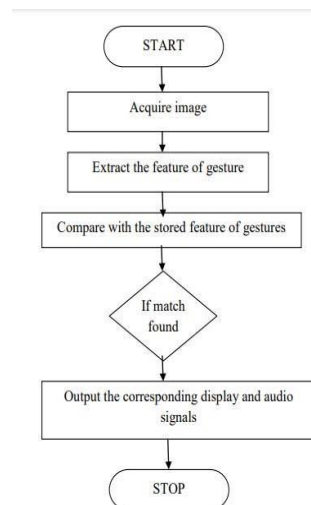 START
Acquire image
Extract the feature of gesture
Compare with the stored feature of gestures
If match
found
Output the corresponding display and audio
signals
STOP